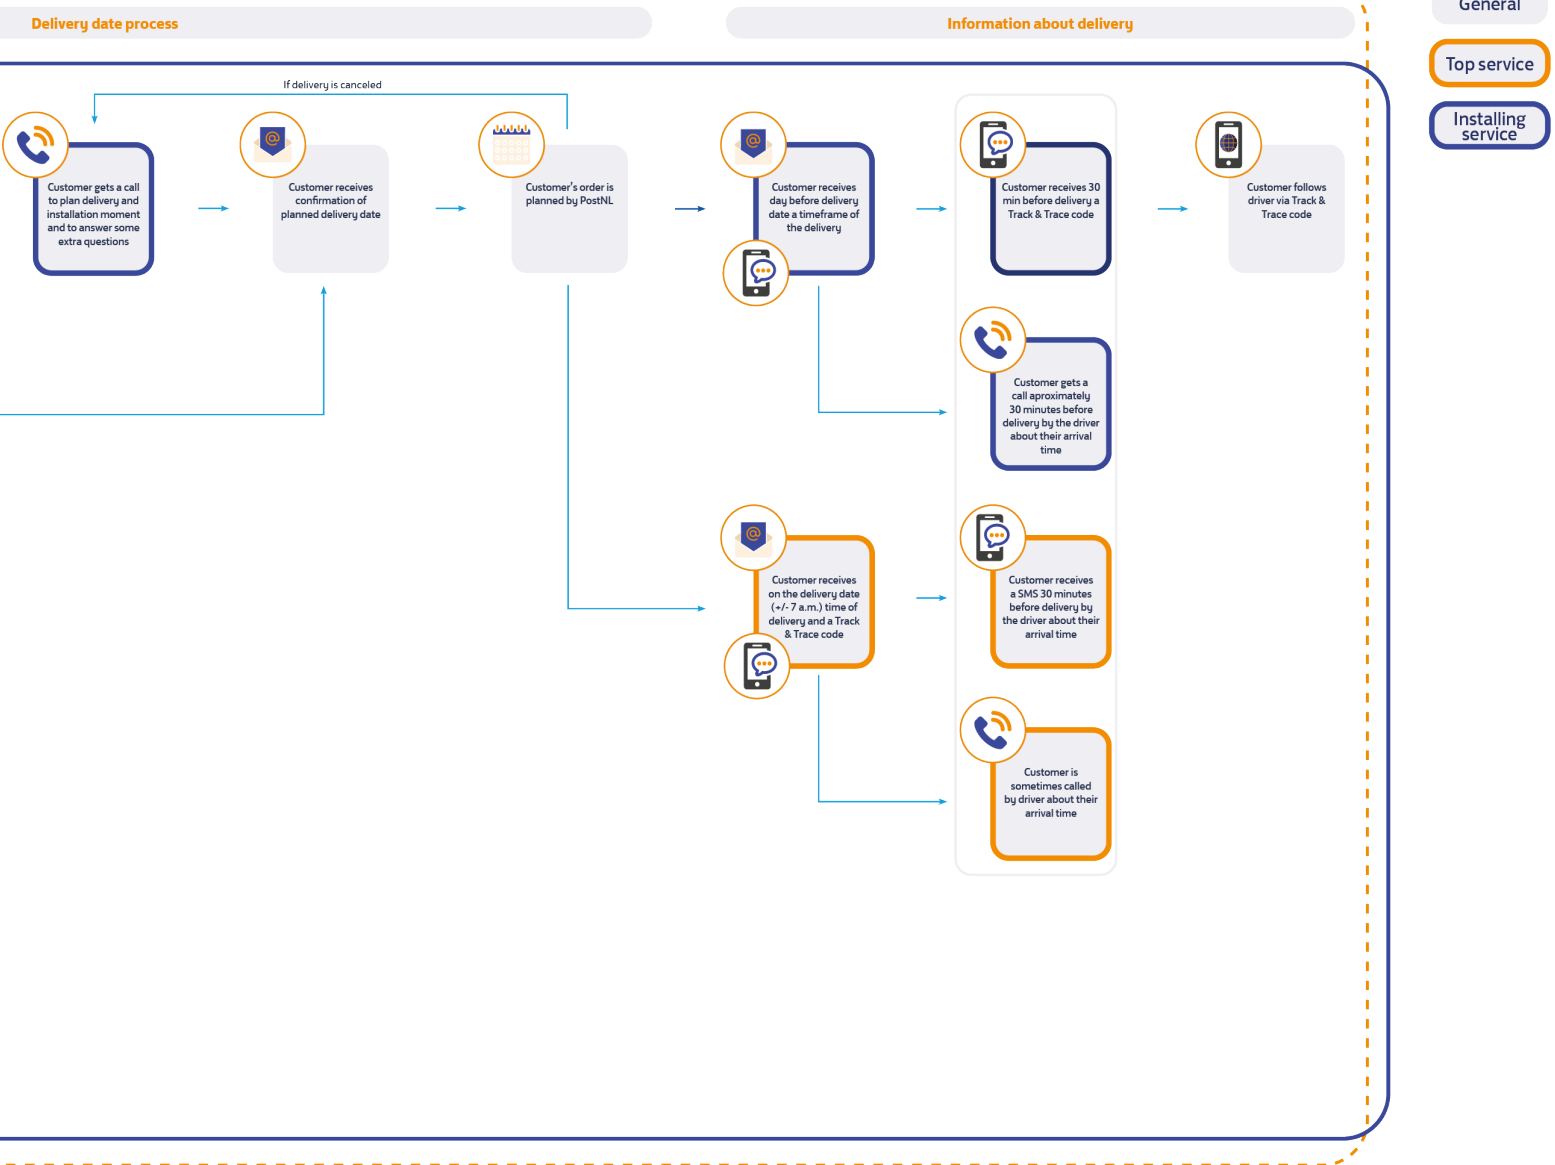 Delivery date process
Information about delivery
General
Top service
Installing
service
If delivery is canceled
Customer gets a call
to plan delivery and
installation moment
and to answer some
extra questions
@
Customer receives
confirmation of
planned delivery date
Customer's order is
planned by PostNL
@
Customer receives
day before delivery
date a timeframe of
the delivery
Customer receives 30
min before delivery a
Track & Trace code
Customer follows
driver via Track &
Trace code
Customer gets a
call aproximately
30 minutes before
delivery by the driver
about their arrival
time
@
Customer receives
on the delivery date
(+/- 7 a.m.) time of
delivery and a Track
& Trace code
Customer receives
a SMS 30 minutes
before delivery by
the driver about their
arrival time
Customer is
sometimes called
by driver about their
arrival time